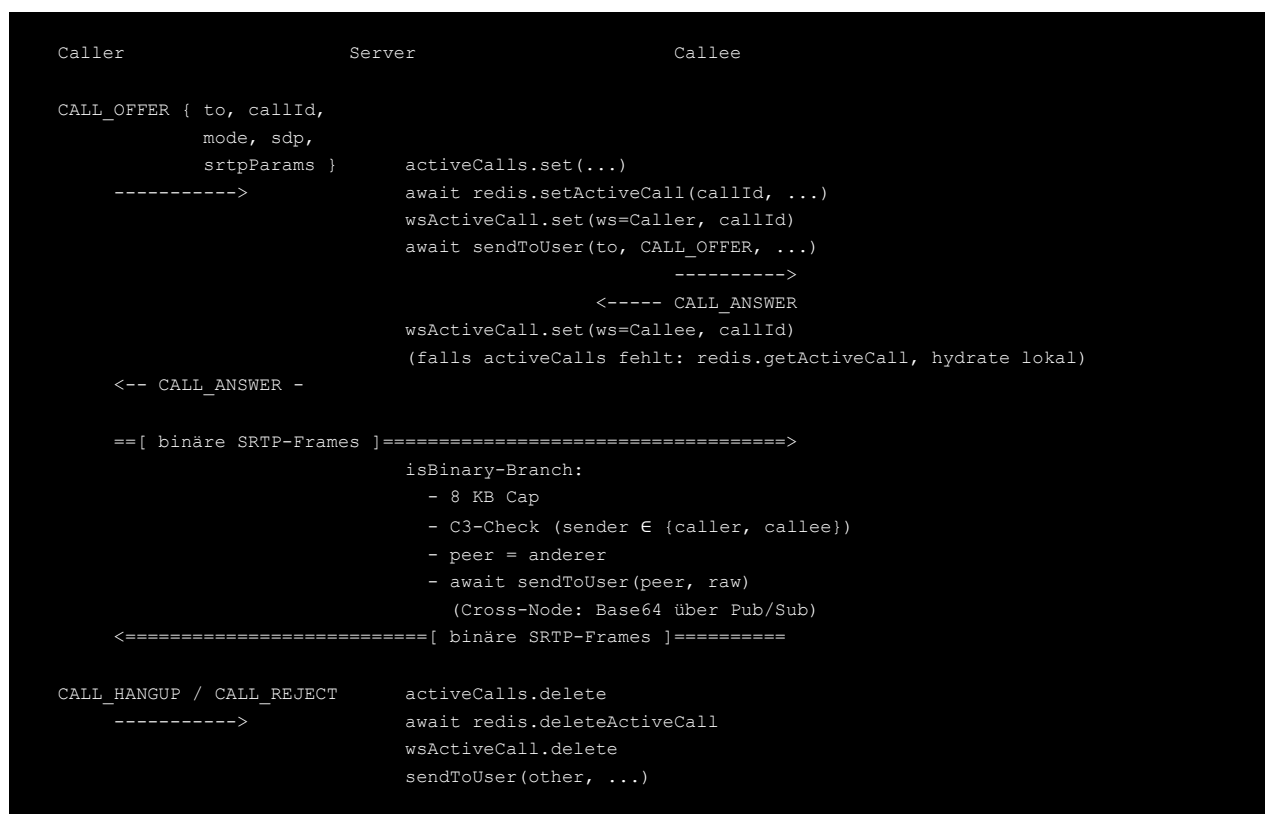 Caller                    Server                       Callee
CALL_OFFER { to, callId,
             mode, sdp,
             srtpParams }      activeCalls.set(...)
     ----------->              await redis.setActiveCall(callId, ...)
                               wsActiveCall.set(ws=Caller, callId)
                               await sendToUser(to, CALL_OFFER, ...)
                                                       ---------->
                                                <----- CALL_ANSWER
                               wsActiveCall.set(ws=Callee, callId)
                               (falls activeCalls fehlt: redis.getActiveCall, hydrate lokal)
     <-- CALL_ANSWER -
     ==[ binäre SRTP-Frames ]====================================>
                               isBinary-Branch:
                                 - 8 KB Cap
                                 - C3-Check (sender ∈ {caller, callee})
                                 - peer = anderer
                                 - await sendToUser(peer, raw)
                                   (Cross-Node: Base64 über Pub/Sub)
     <===========================[ binäre SRTP-Frames ]==========
CALL_HANGUP / CALL_REJECT      activeCalls.delete
     ----------->              await redis.deleteActiveCall
                               wsActiveCall.delete
                               sendToUser(other, ...)